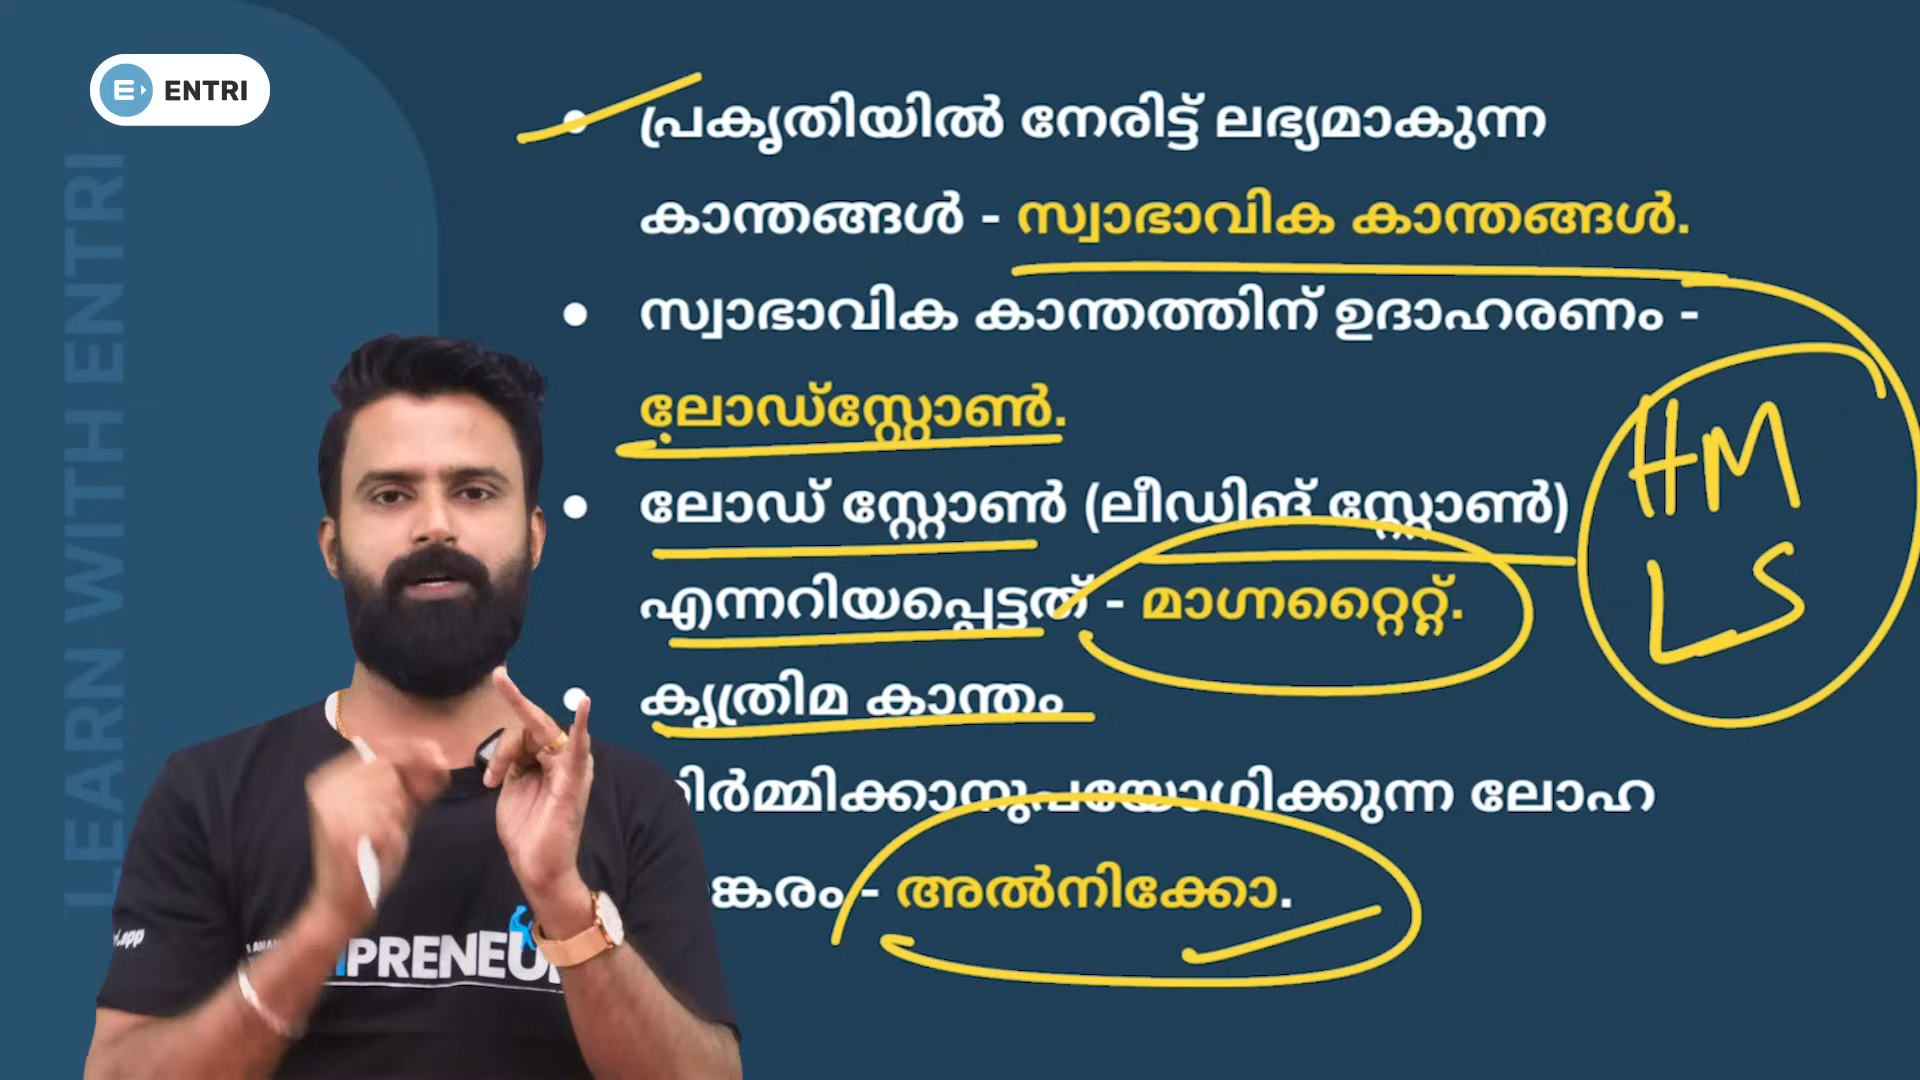 ENTRI
LEARN WITH ENTRI
പ്രകൃതിയിൽ നേരിട്ട് ലഭ്യമാകുന്ന
കാന്തങ്ങൾ - സ്വാഭാവിക കാന്തങ്ങൾ.
സ്വാഭാവിക കാന്തത്തിന് ഉദാഹരണം -
ലോഡ്സ്റ്റോൺ.
ലോഡ് സ്റ്റോൺ (ലീഡിങ് സ്റ്റോൺ)
എന്നറിയപ്പെട്ടത് - മാഗ്നറ്റൈറ്റ്.
കൃത്രിമ കാന്തം
ിർമ്മിക്കാനുപയോഗിക്കുന്ന ലോഹ
ങ്കരം - അൽനിക്കോ.
HM
LS
.app
PRENEU